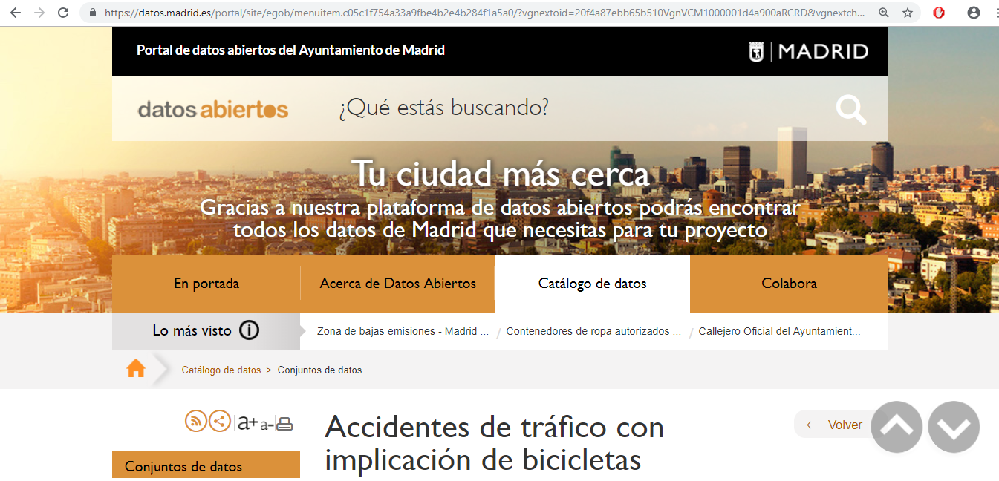 https://datos.madrid.es/portal/site/egob/menuitem.c05c1f754a33a9fbe4b2e4b284f1a5a0/?vgnextoid=20f4a87ebb65b510VgnVCM1000001d4a900aRCRD&vgnextch...
Portal de datos abiertos del Ayuntamiento de Madrid
MADRID
datos abiertos
¿Qué estás buscando?
Tu ciudad más cerca
Gracias a nuestra plataforma de datos abiertos podrás encontrar
todos los datos de Madrid que necesitas para tu proyecto
En portada
Acerca de Datos Abiertos
Catálogo de datos
Colabora
Lo más visto
Zona de bajas emisiones - Madrid ... / Contenedores de ropa autorizados ... / Callejero Oficial del Ayuntamient...
Catálogo de datos > Conjuntos de datos
a+ a-
Accidentes de tráfico con
implicación de bicicletas
← Volver
Conjuntos de datos